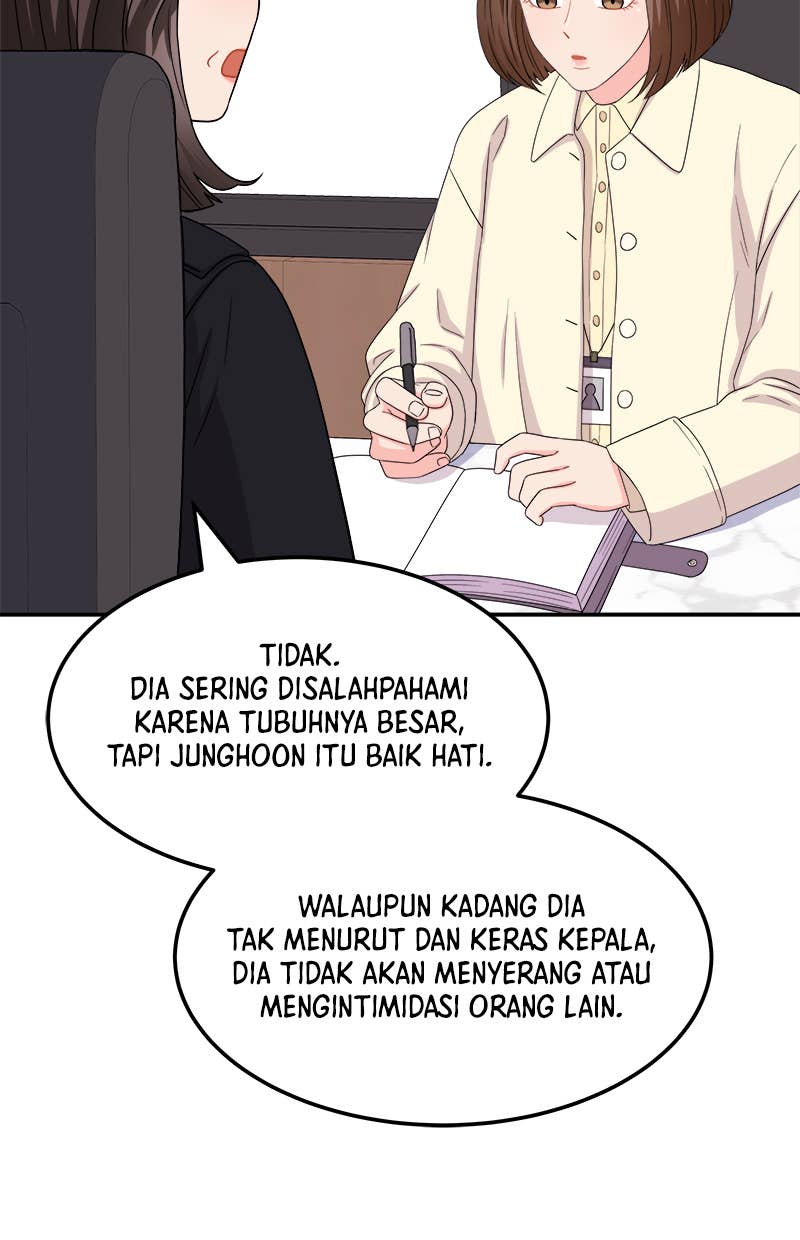 TIDAK.
DIA SERING DISALAHPAHAMI
KARENA TUBUHNYA BESAR,
TAPI JUNGHOON ITU BAIK HATI.
WALAUPUN KADANG DIA
TAK MENURUT DAN KERAS KEPALA,
DIA TIDAK AKAN MENYERANG ATAU
MENGINTIMIDASI ORANG LAIN.